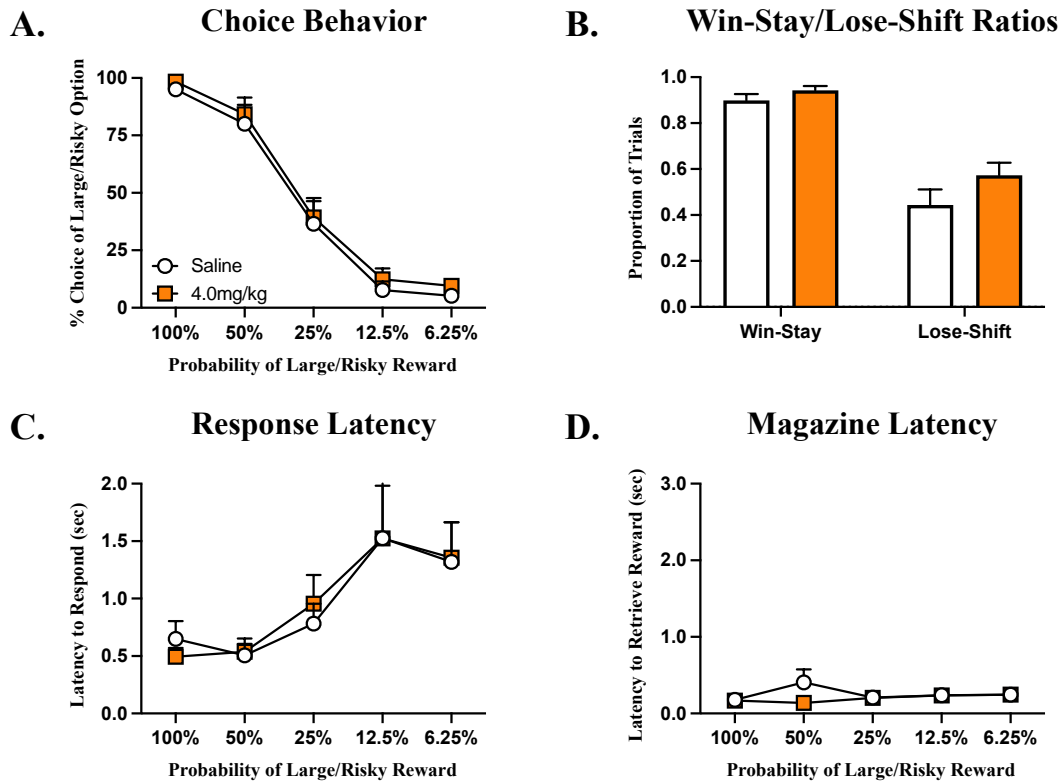 A.
Choice Behavior
% Choice of Large/Risky Option
100
75
50
25
0
Saline
4.0mg/kg
100%
50%
25%
12.5%
6.25%
Probability of Large/Risky Reward
B.
Win-Stay/Lose-Shift Ratios
Proportion of Trials
1.0
0.8
0.6
0.4
0.2
0.0
Win-Stay
Lose-Shift
C.
Response Latency
Latency to Respond (sec)
2.0
1.5
1.0
0.5
0.0
100%
50%
25%
12.5%
6.25%
Probability of Large/Risky Reward
D.
Magazine Latency
Latency to Retrieve Reward (sec)
3.0
2.0
1.0
0.0
100%
50%
25%
12.5%
6.25%
Probability of Large/Risky Reward